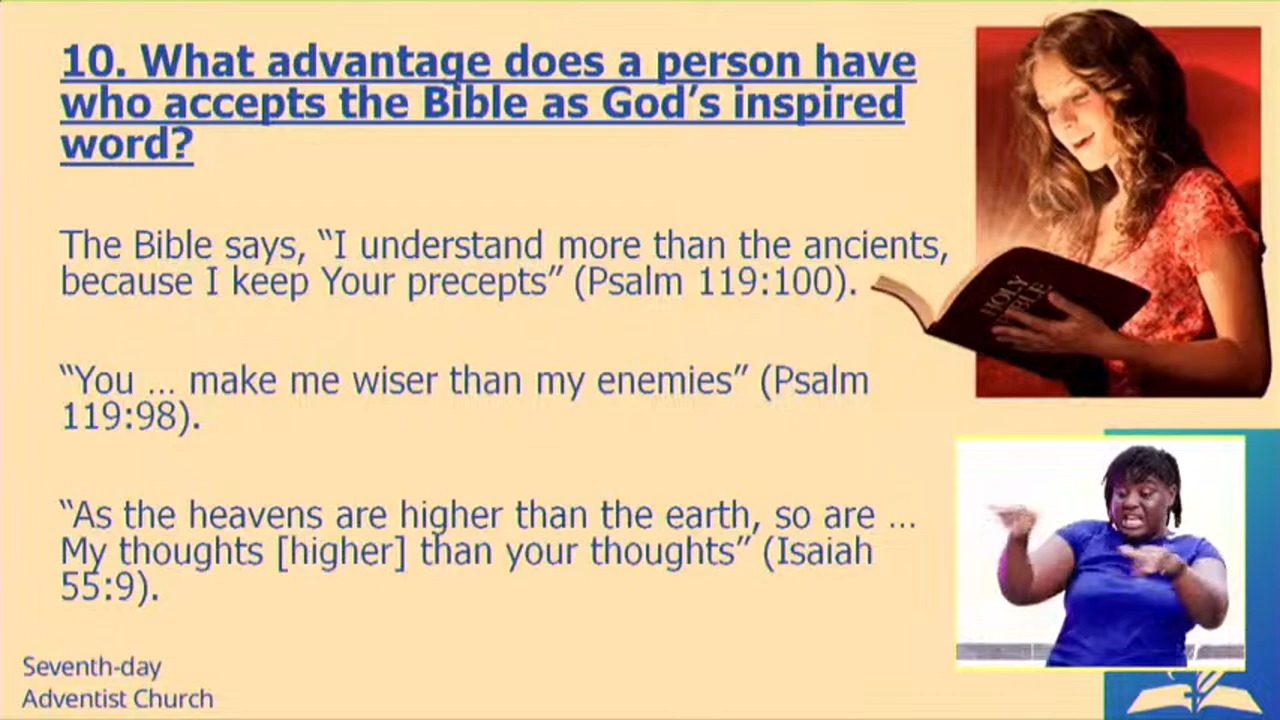 10. What advantage does a person have
who accepts the Bible as God’s inspired
word?
The Bible says, “I understand more than the ancients,
because I keep Your precepts” (Psalm 119:100).
“You … make me wiser than my enemies” (Psalm
119:98).
“As the heavens are higher than the earth, so are …
My thoughts [higher] than your thoughts” (Isaiah
55:9).
HOLY
BIBLE
Seventh-day
Adventist Church